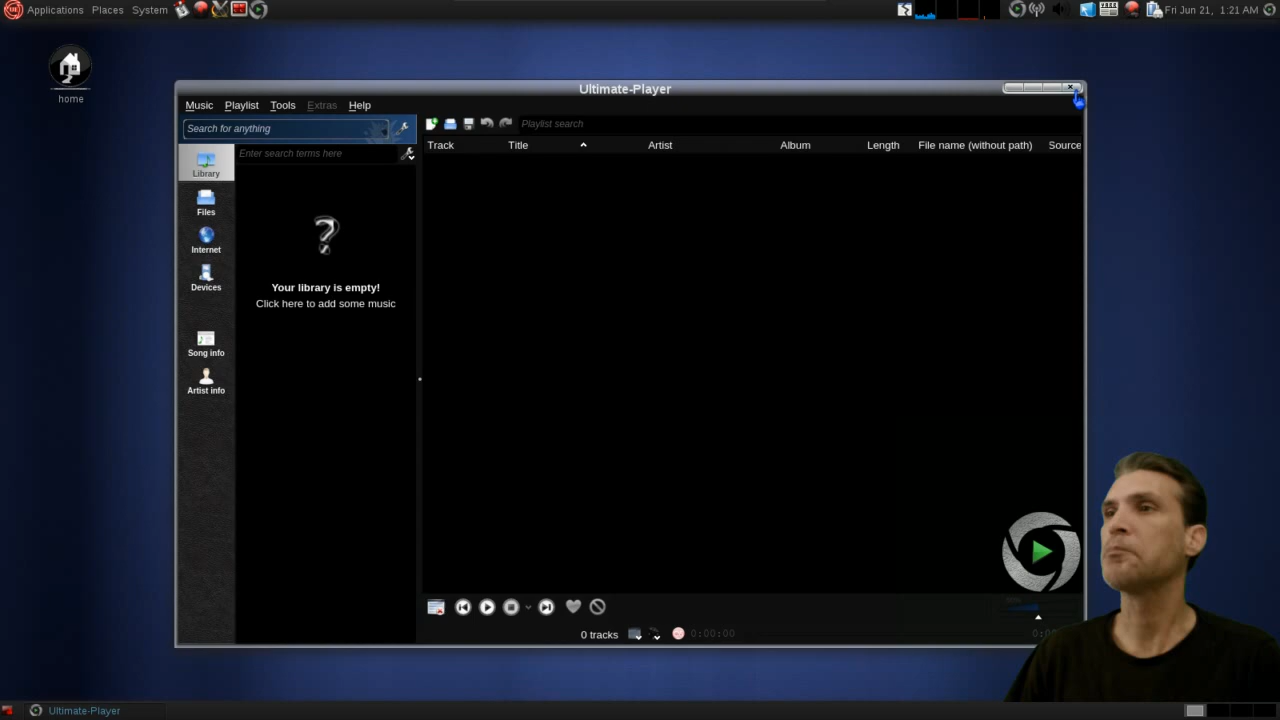 Applications Places System
Fri Jun 21, 1:21 AM
home
Ultimate-Player
Music Playlist Tools Extras Help
Search for anything
Playlist search
Enter search terms here
Track Title Artist Album Length File name (without path) Source
Library
Files
Internet
Devices
Song info
Artist info
?
Your library is empty!
Click here to add some music
0 tracks
0:00:00
Ultimate-Player